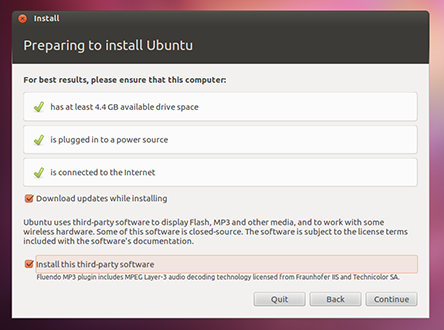 Install
Preparing to install Ubuntu
For best results, please ensure that this computer:
has at least 4.4 GB available drive space
is plugged in to a power source
is connected to the Internet
Download updates while installing
Ubuntu uses third-party software to display Flash, MP3 and other media, and to work with some
wireless hardware. Some of this software is closed-source. The software is subject to the license terms
included with the software's documentation.
Install this third-party software
Fluendo MP3 plugin includes MPEG Layer-3 audio decoding technology licensed from Fraunhofer IIS and Technicolor SA.
Quit Back Continue